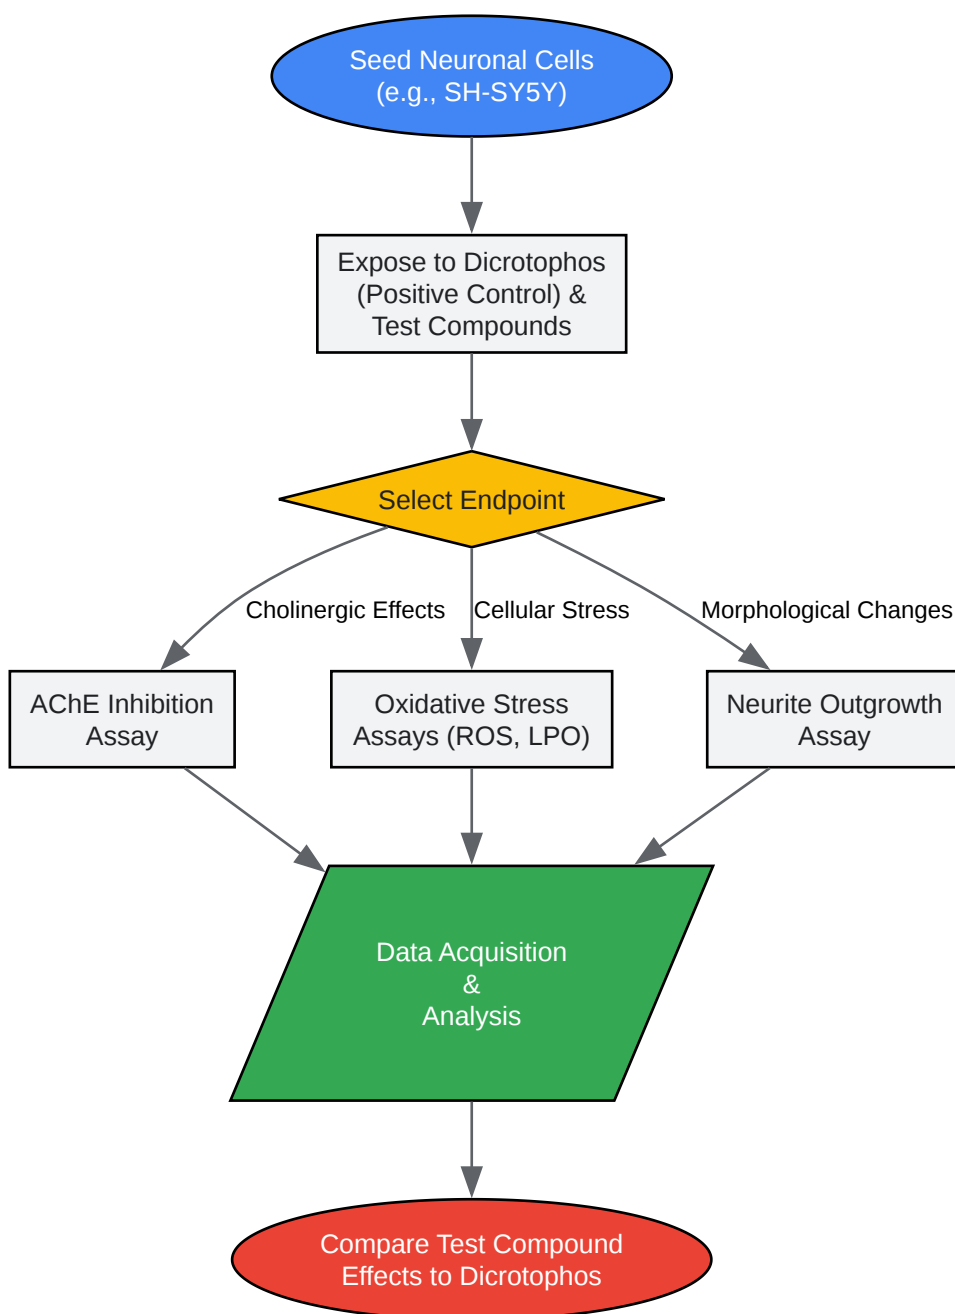 Seed Neuronal Cells
(e.g., SH-SY5Y)
Expose to Dicrotophos
(Positive Control) &
Test Compounds
Select Endpoint
Cholinergic Effects
Cellular Stress
Morphological Changes
AChE Inhibition
Assay
Oxidative Stress
Assays (ROS, LPO)
Neurite Outgrowth
Assay
Data Acquisition
&
Analysis
Compare Test Compound
Effects to Dicrotophos